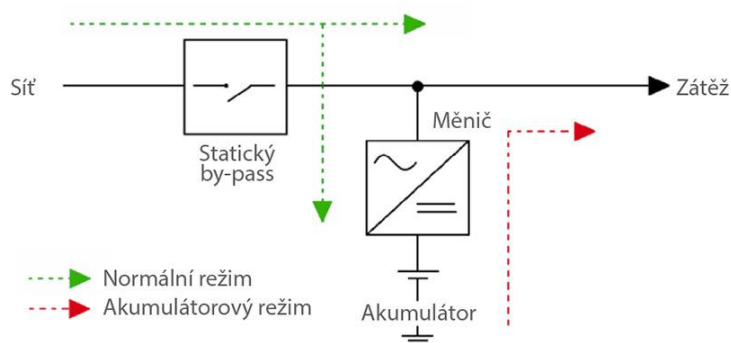 Síť
Zátěž
Měnič
Statický
by-pass
Normální režim
Akumulátorový režim
Akumulátor